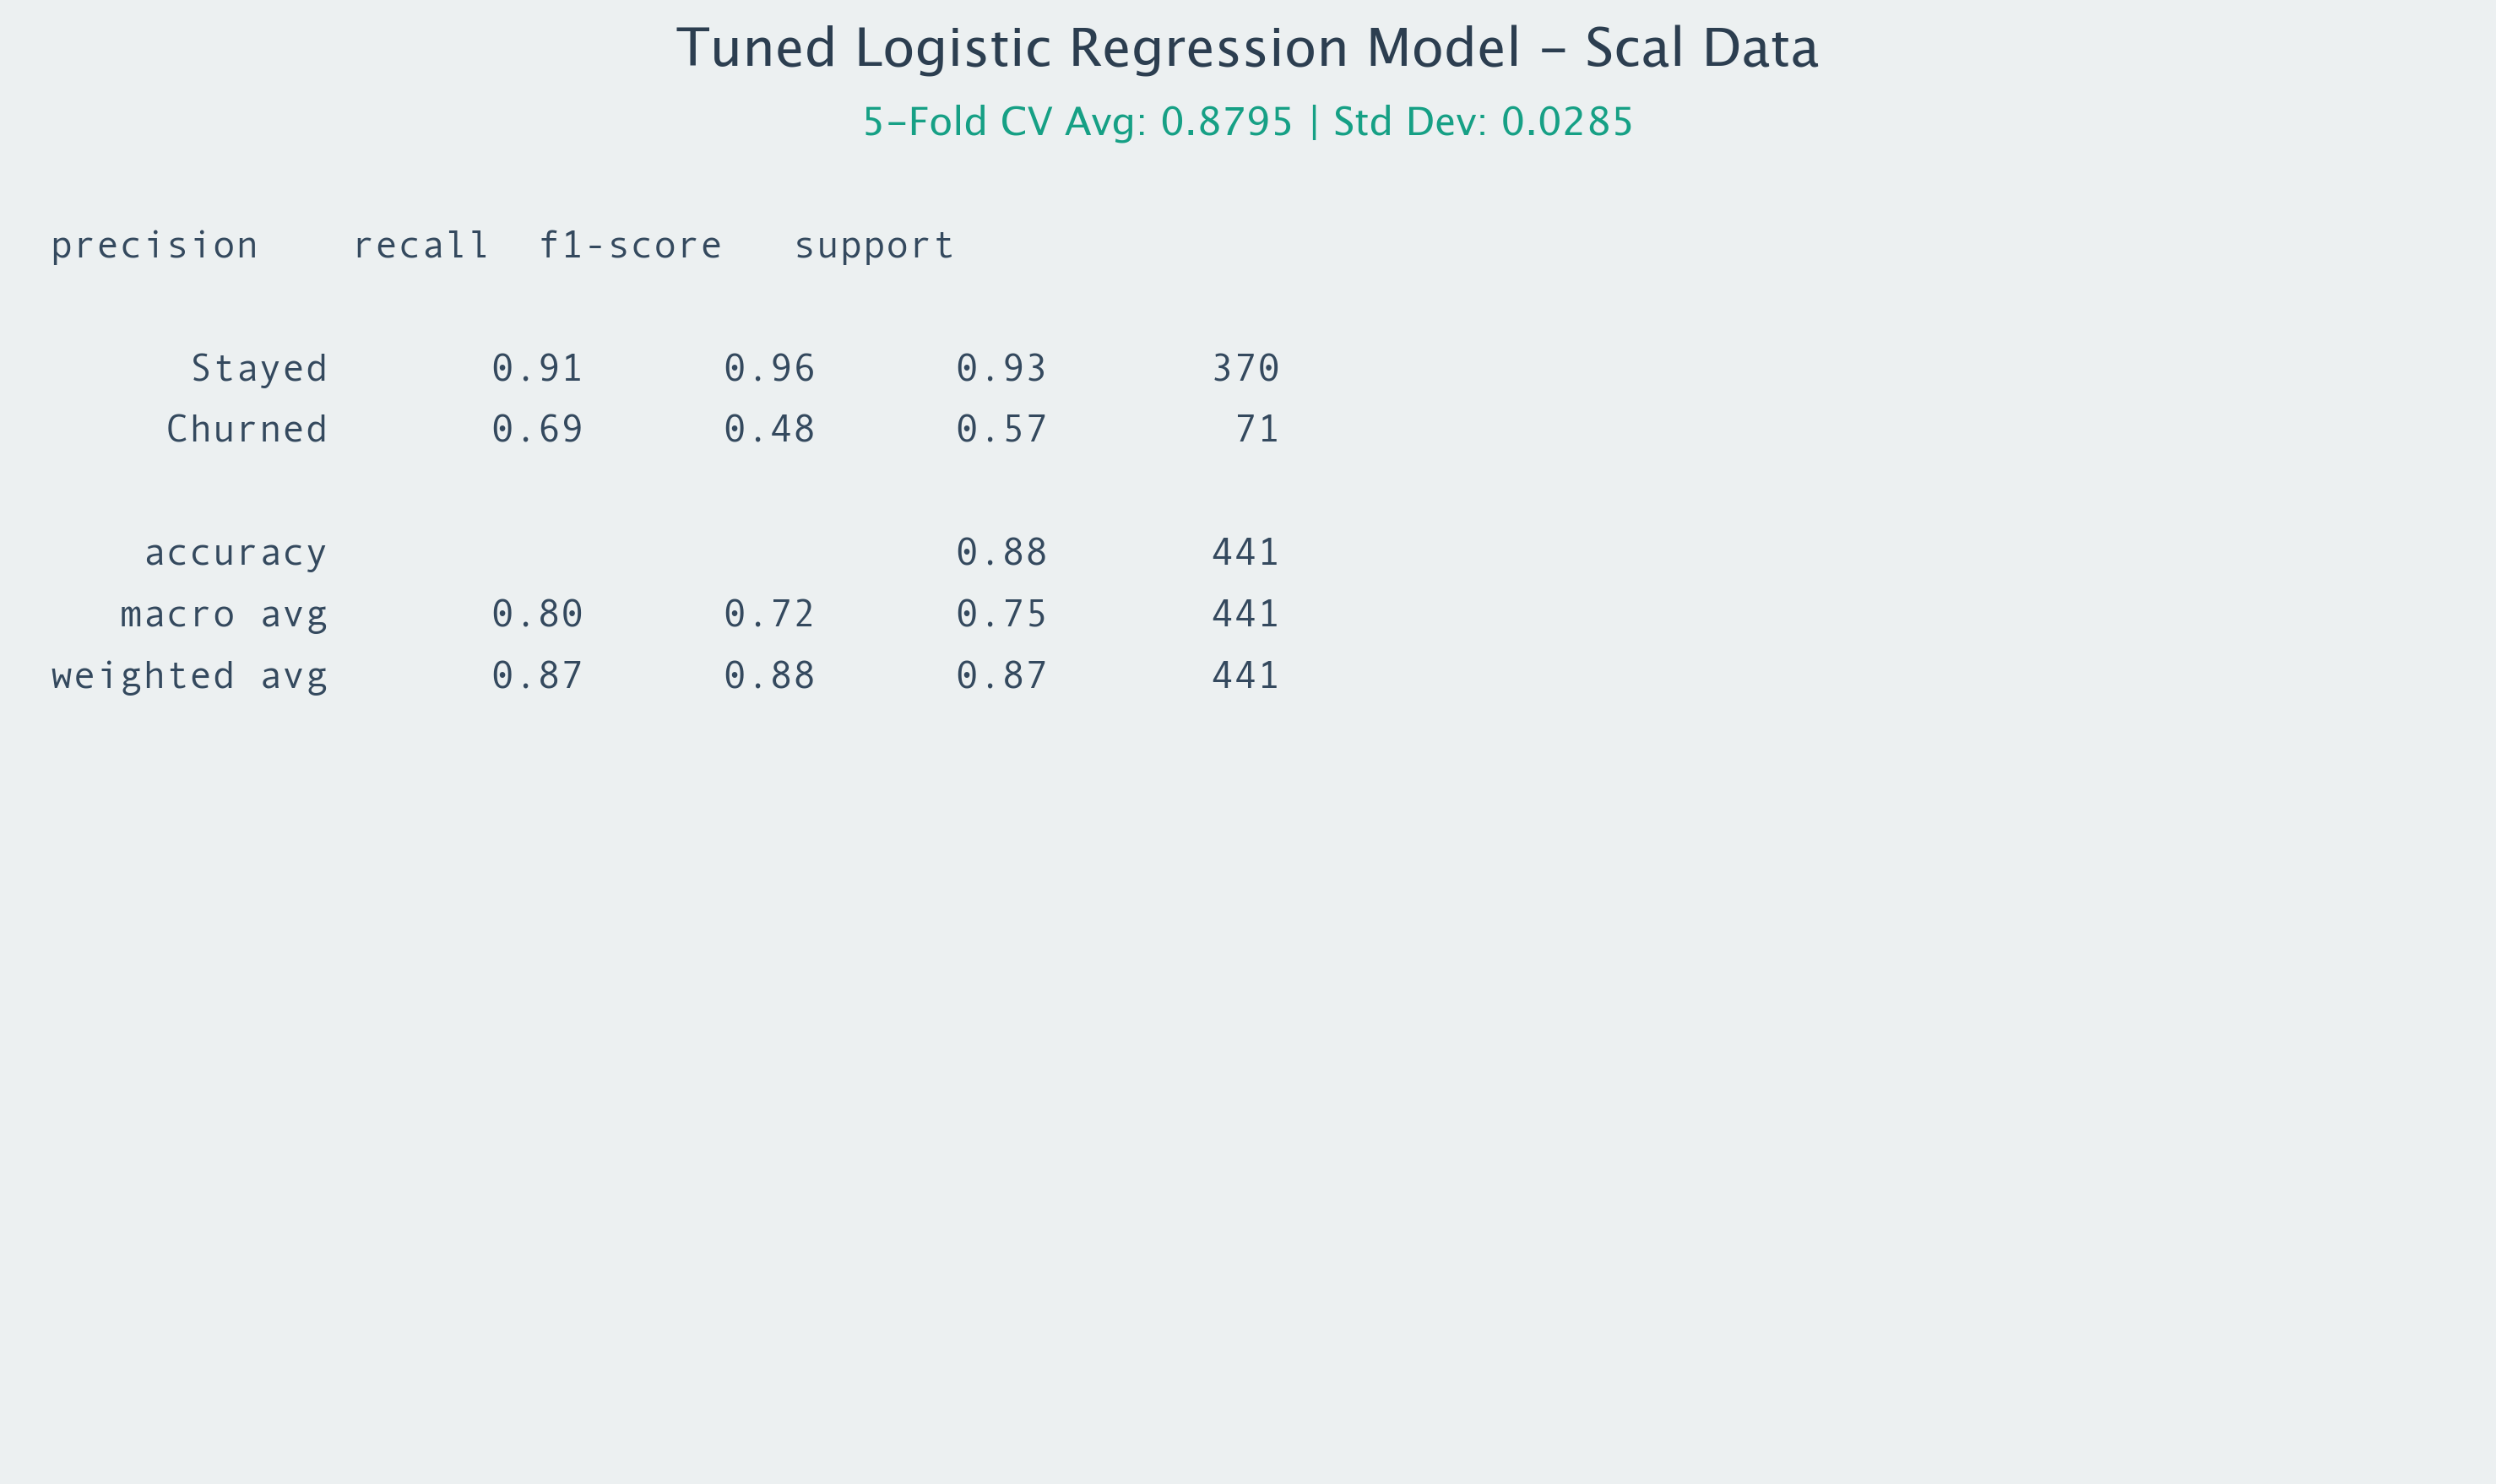 Tuned Logistic Regression Model – Scal Data
5–Fold CV Avg: 0.8795 | Std Dev: 0.0285
precision    recall  f1-score   support
Stayed       0.91      0.96      0.93       370
Churned       0.69      0.48      0.57        71
accuracy                           0.88       441
macro avg       0.80      0.72      0.75       441
weighted avg       0.87      0.88      0.87       441